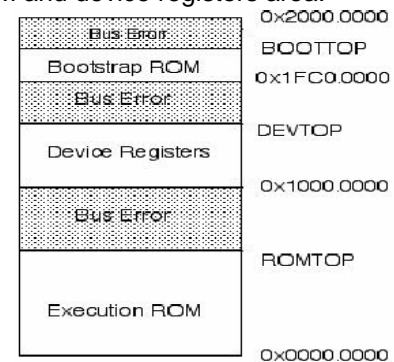 and device registers area.
0x2000.0000
Bus Error
BOOTTOP
Bootstrap ROM
0x1FC0.0000
Bus Error
DEVTOP
Device Registers
0x1000.0000
Bus Error
ROMTOP
Execution ROM
0x0000.0000